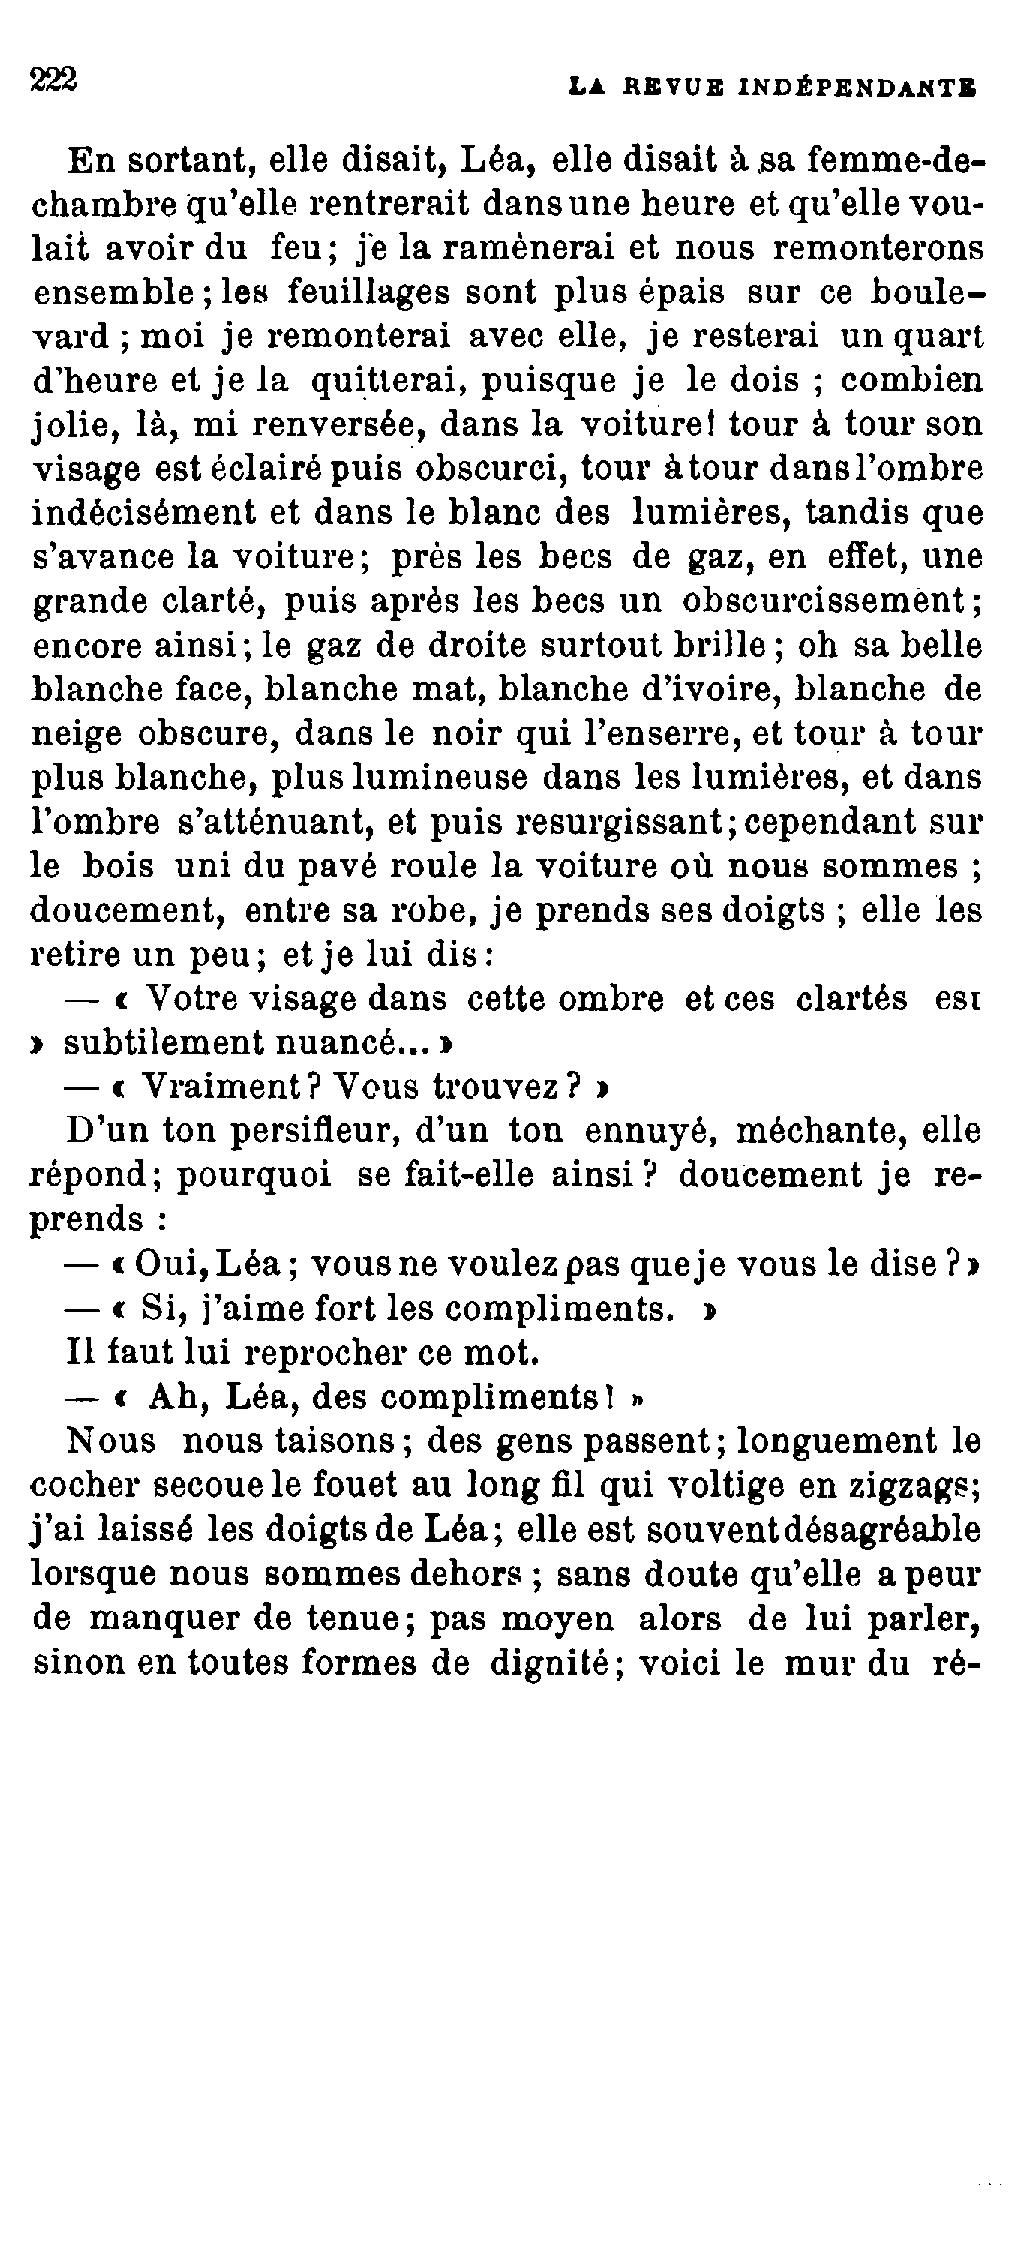 222
LA REVUE INDÉPENDANTE
En sortant, elle disait, Léa, elle disait à sa femme-de-
chambre qu'elle rentrerait dans une heure et qu'elle vou-
lait avoir du feu; je la ramènerai et nous remonterons
ensemble; les feuillages sont plus épais sur ce boule-
vard ; moi je remonterai avec elle, je resterai un quart
d'heure et je la quitterai, puisque je le dois ; combien
jolie, là, mi renversée, dans la voiture! tour à tour son
visage est éclairé puis obscurci, tour à tour dans l'ombre
indécisément et dans le blanc des lumières, tandis que
s'avance la voiture; près les becs de gaz, en effet, une
grande clarté, puis après les becs un obscurcissement;
encore ainsi; le gaz de droite surtout brille; oh sa belle
blanche face, blanche mat, blanche d'ivoire, blanche de
neige obscure, dans le noir qui l'enserre, et tour à tour
plus blanche, plus lumineuse dans les lumières, et dans
l'ombre s'atténuant, et puis resurgissant; cependant sur
le bois uni du pavé roule la voiture où nous sommes ;
doucement, entre sa robe, je prends ses doigts ; elle les
retire un peu; et je lui dis:
— « Votre visage dans cette ombre et ces clartés est
» subtilement nuancé... »
— « Vraiment? Vous trouvez? »
D'un ton persifleur, d'un ton ennuyé, méchante, elle
répond; pourquoi se fait-elle ainsi? doucement je re-
prends :
— « Oui, Léa; vous ne voulez pas que je vous le dise ? »
— « Si, j'aime fort les compliments. »
Il faut lui reprocher ce mot.
— « Ah, Léa, des compliments! »
Nous nous taisons; des gens passent; longuement le
cocher secoue le fouet au long fil qui voltige en zigzags;
j'ai laissé les doigts de Léa; elle est souvent désagréable
lorsque nous sommes dehors ; sans doute qu'elle a peur
de manquer de tenue; pas moyen alors de lui parler,
sinon en toutes formes de dignité; voici le mur du ré-